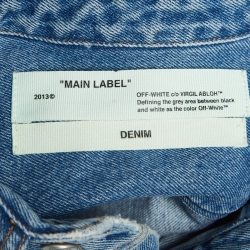 "MAIN LABEL"
2013© OFF-WHITE c/o VIRGIL ABLOH™
Defining the grey area between black
and white as the color Off-White™
DENIM